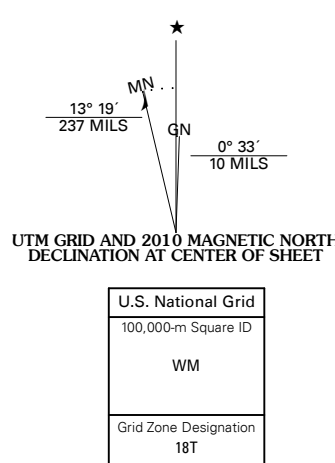 ★
MN
13° 19´
237 MILS
GN
0° 33´
10 MILS
UTM GRID AND 2010 MAGNETIC NORTH
DECLINATION AT CENTER OF SHEET
U.S. National Grid
100,000-m Square ID
WM
Grid Zone Designation
18T